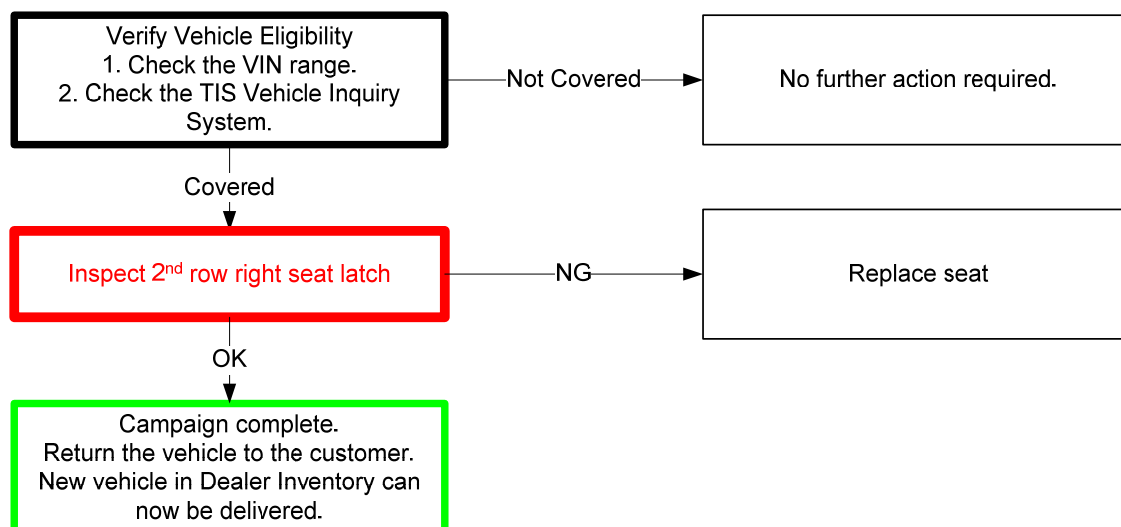 Verify Vehicle Eligibility
1. Check the VIN range.
2. Check the TIS Vehicle Inquiry
System.
Not Covered
No further action required.
Covered
Inspect 2nd row right seat latch
NG
Replace seat
OK
Campaign complete.
Return the vehicle to the customer.
New vehicle in Dealer Inventory can
now be delivered.